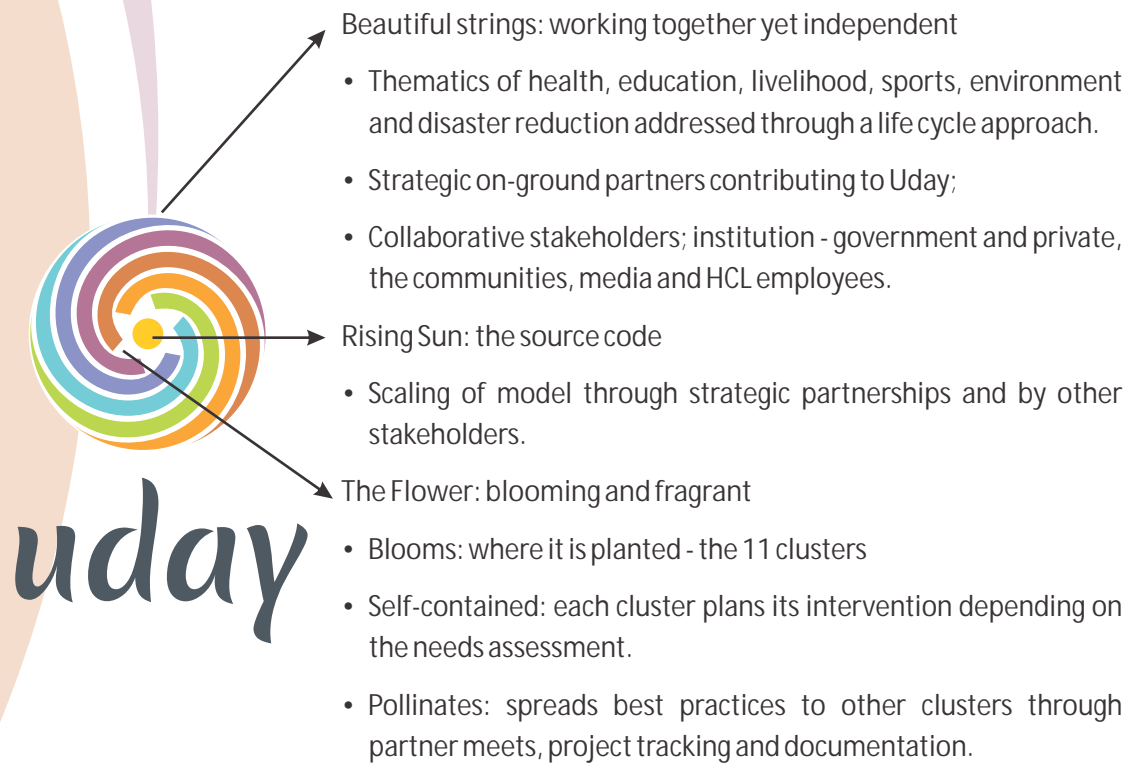 Beautiful strings: working together yet independent
• Thematics of health, education, livelihood, sports, environment
and disaster reduction addressed through a life cycle approach.
• Strategic on-ground partners contributing to Uday;
• Collaborative stakeholders; institution - government and private,
the communities, media and HCL employees.
Rising Sun: the source code
• Scaling of model through strategic partnerships and by other
stakeholders.
The Flower: blooming and fragrant
uday
• Blooms: where it is planted - the 11 clusters
• Self-contained: each cluster plans its intervention depending on
the needs assessment.
• Pollinates: spreads best practices to other clusters through
partner meets, project tracking and documentation.